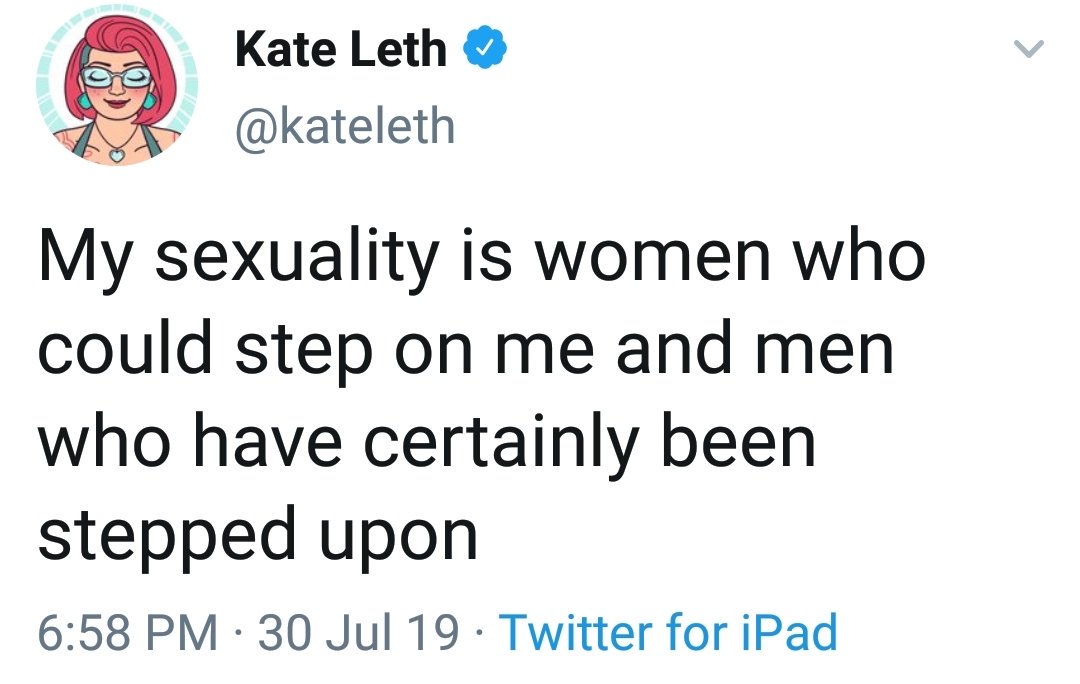 Kate Leth
@kateleth
My sexuality is women who
could step on me and men
who have certainly been
stepped upon
6:58 PM · 30 Jul 19 · Twitter for iPad